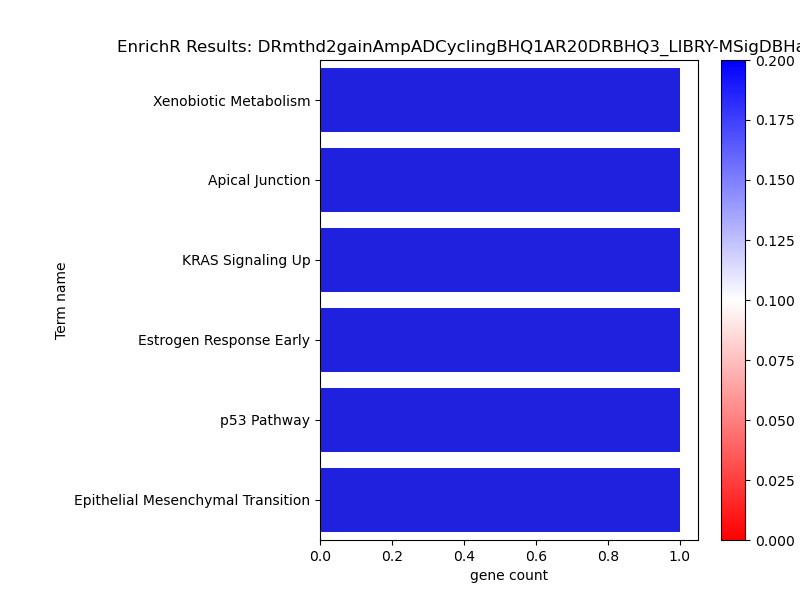 EnrichR Results: DRmthd2gainAmpADCyclingBHQ1AR20DRBHQ3_LIBRY-MSigDBHa
Xenobiotic Metabolism
Apical Junction
KRAS Signaling Up
Estrogen Response Early
p53 Pathway
Epithelial Mesenchymal Transition
Term name
0.0 0.2 0.4 0.6 0.8 1.0
gene count
0.200
0.175
0.150
0.125
0.100
0.075
0.050
0.025
0.000